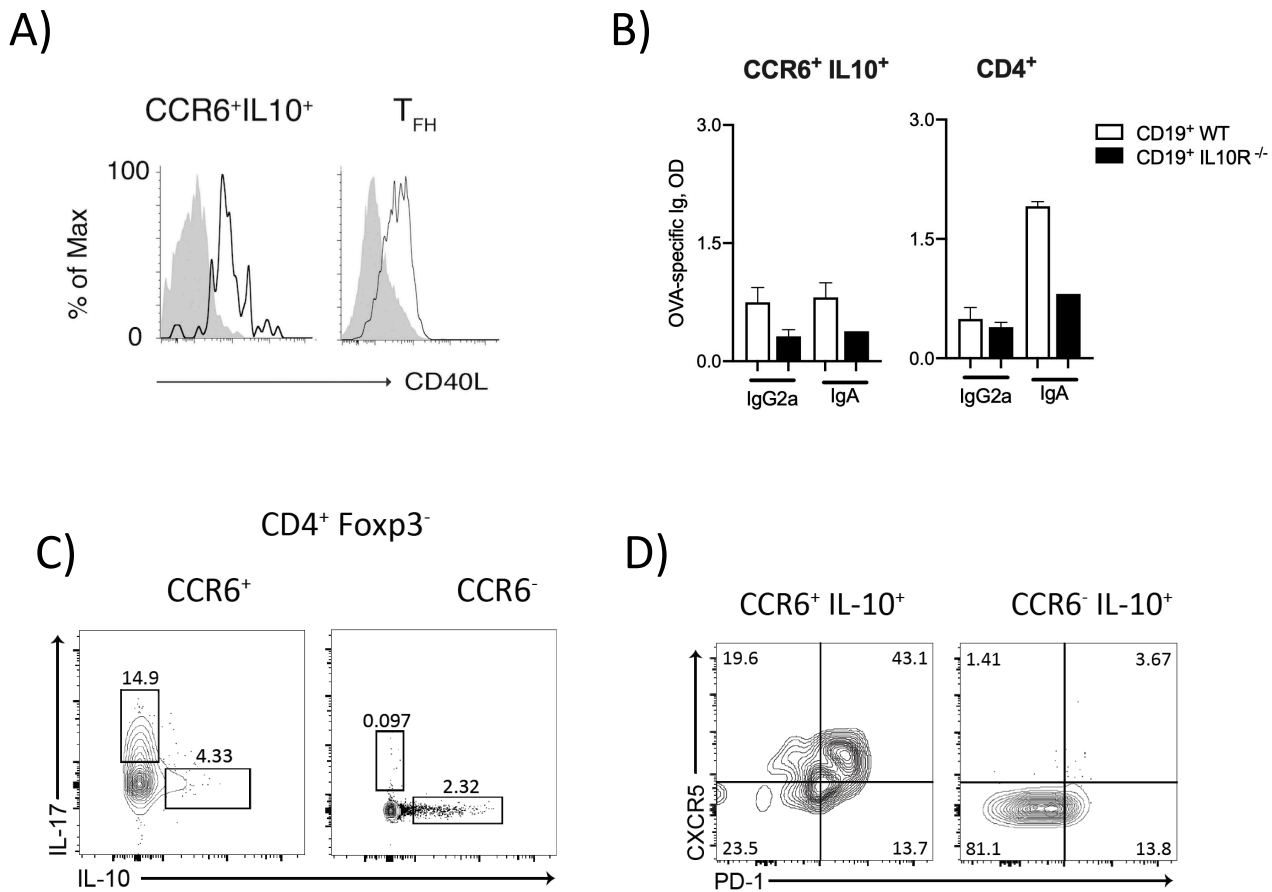 A)
CCR6+IL10+
TFH
100
% of Max
0
CD40L
B)
CCR6+ IL10+
CD4+
3.0
1.5
0.0
OVA-specific Ig, OD
IgG2a
IgA
3.0
1.5
0.0
IgG2a
IgA
CD19+ WT
CD19+ IL10R -/-
C)
CD4+ Foxp3-
CCR6+
CCR6-
14.9
4.33
0.097
2.32
IL-17
IL-10
D)
CCR6+ IL-10+
CCR6- IL-10+
19.6
43.1
23.5
13.7
1.41
3.67
81.1
13.8
CXCR5
PD-1